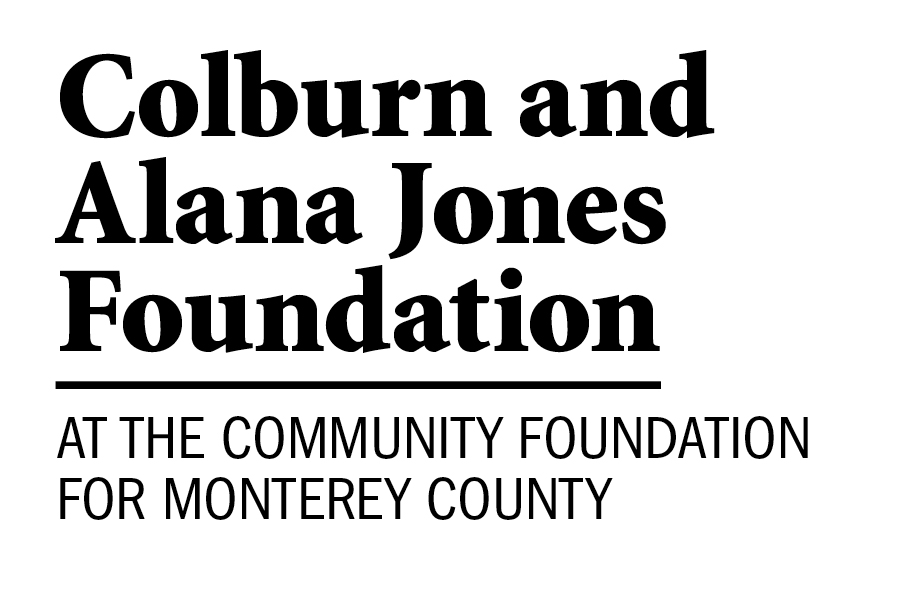 Colburn and
Alana Jones
Foundation
AT THE COMMUNITY FOUNDATION
FOR MONTEREY COUNTY